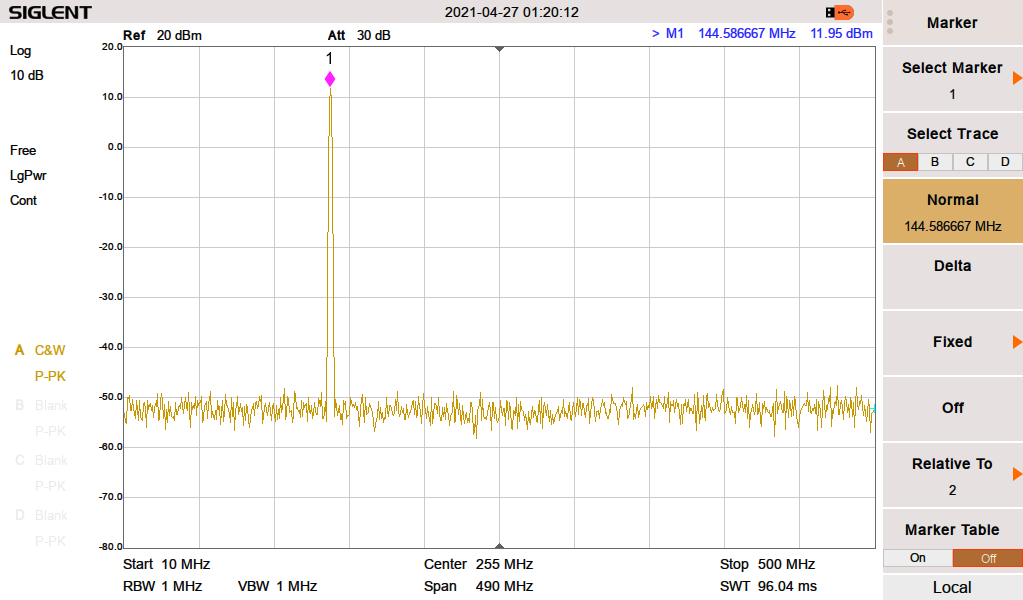 SIGLENT 2021-04-27 01:20:12
Ref 20 dBm Att 30 dB > M1 144.586667 MHz 11.95 dBm
Log
10 dB
Free
LgPwr
Cont
A C&W
P-PK
B Blank
P-PK
C Blank
P-PK
D Blank
P-PK
20.0
10.0
0.0
-10.0
-20.0
-30.0
-40.0
-50.0
-60.0
-70.0
-80.0
1
Start 10 MHz Center 255 MHz Stop 500 MHz
RBW 1 MHz VBW 1 MHz Span 490 MHz SWT 96.04 ms
Marker
Select Marker
1
Select Trace
A B C D
Normal
144.586667 MHz
Delta
Fixed
Off
Relative To
2
Marker Table
On Off
Local